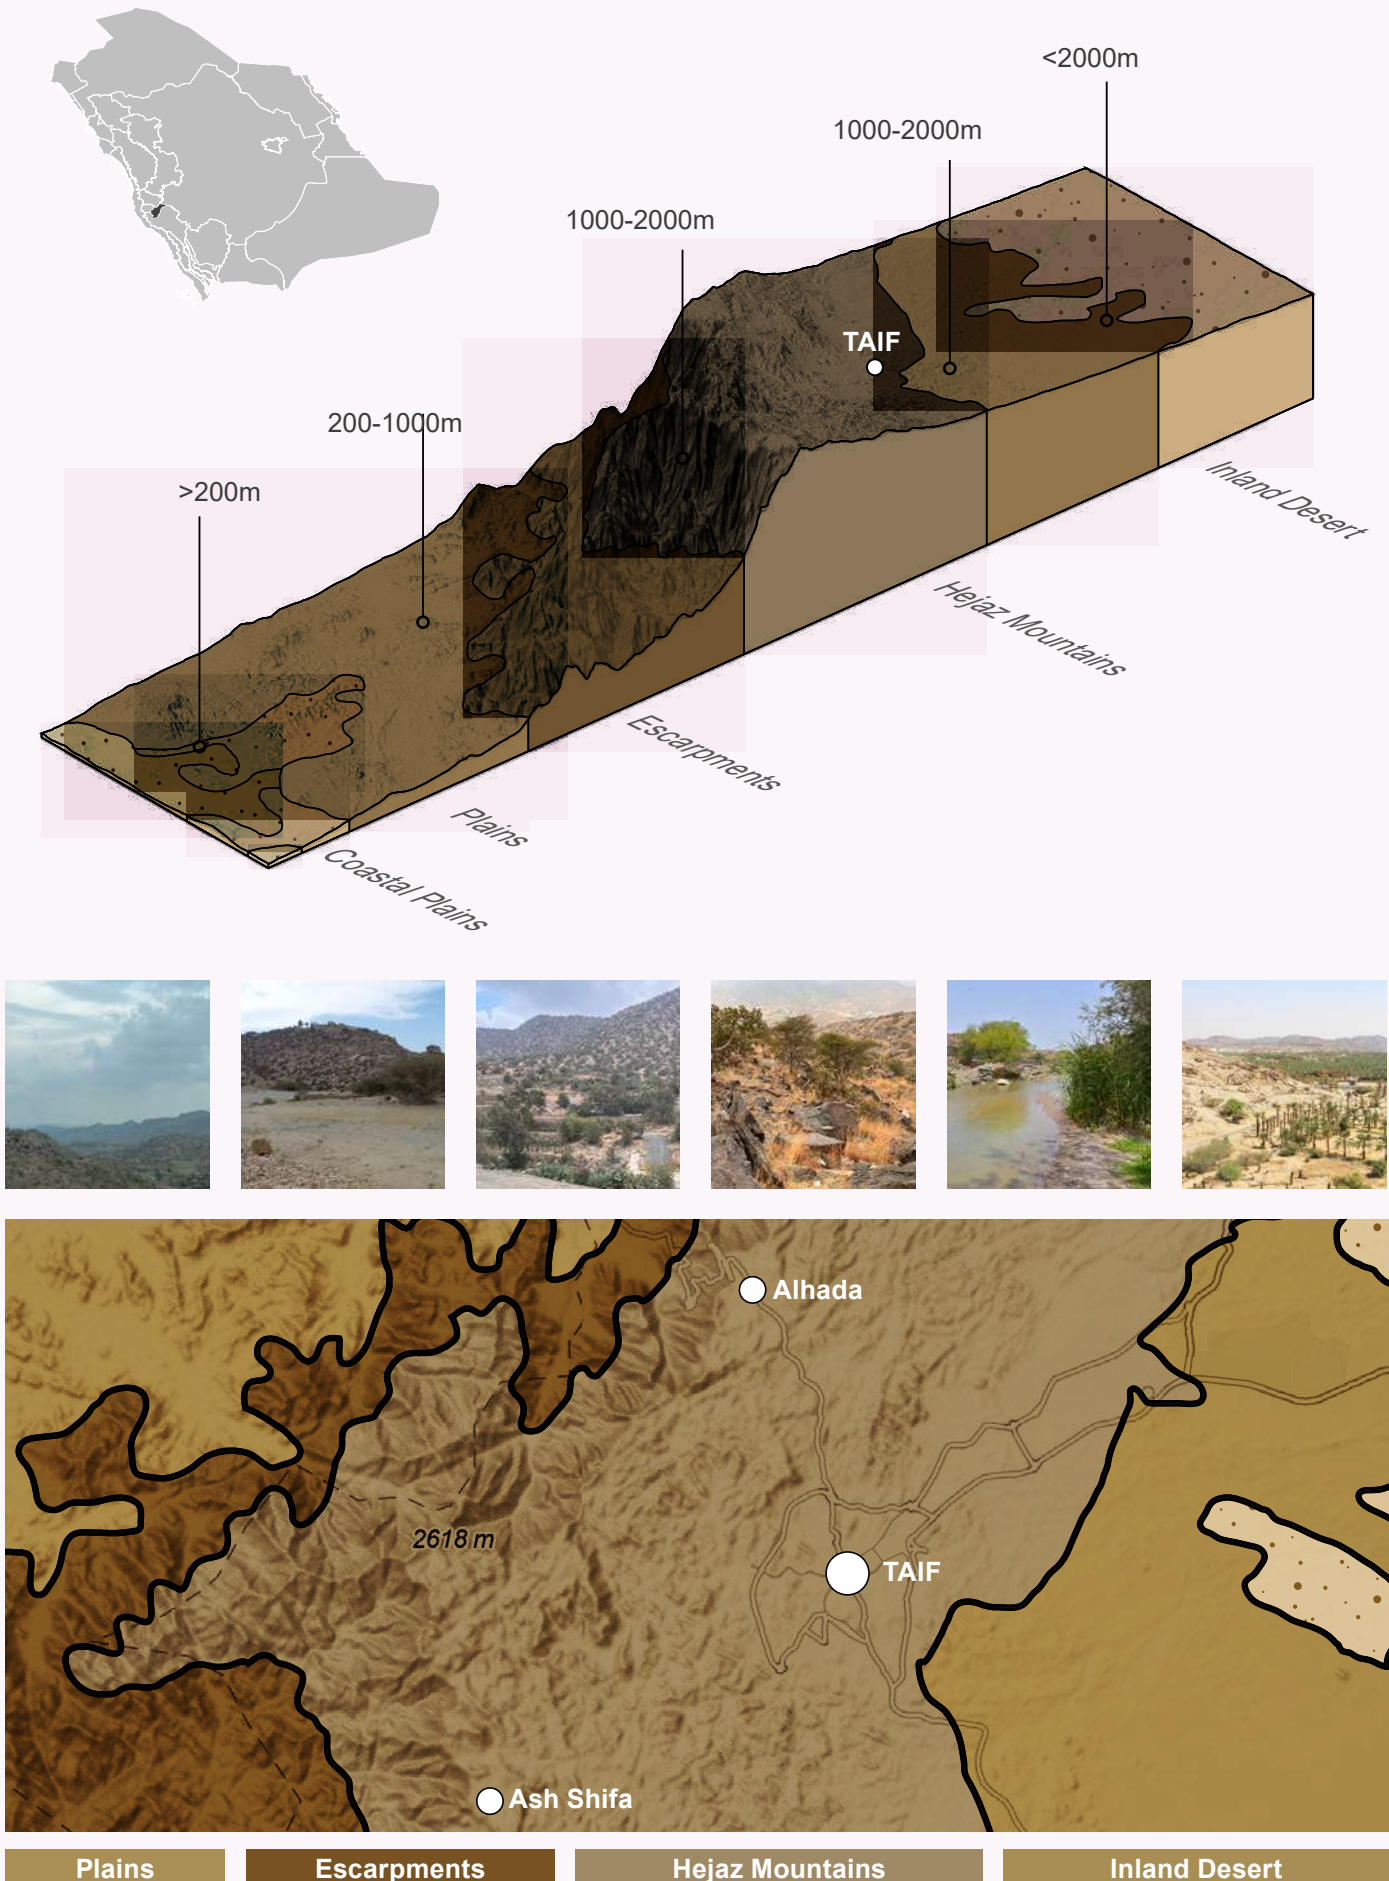 <2000m
1000-2000m
1000-2000m
TAIF
200-1000m
>200m
Inland Desert
Hejaz Mountains
Escarpments
Plains
Coastal Plains
Alhada
2618 m
TAIF
Ash Shifa
Plains
Escarpments
Hejaz Mountains
Inland Desert